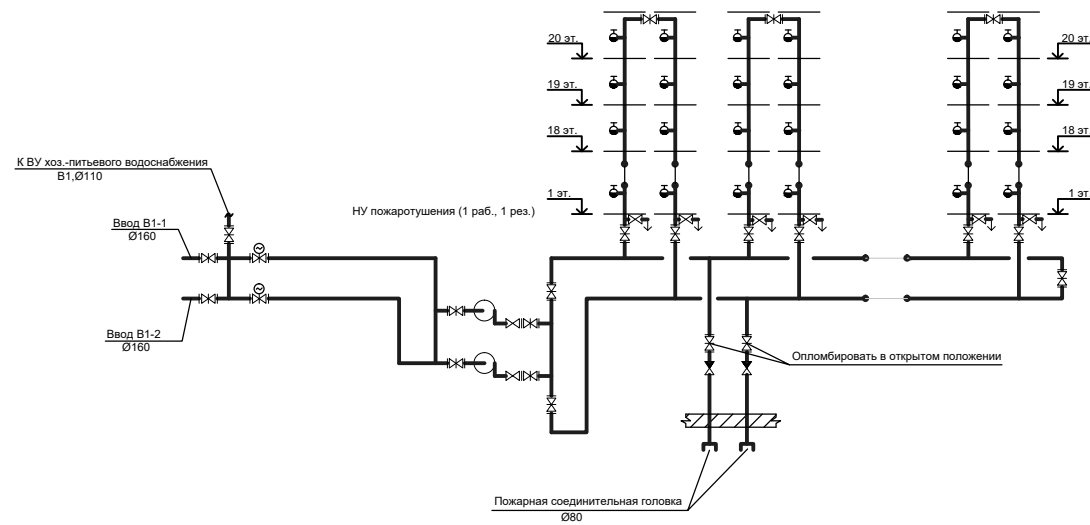 20 эт.
20 эт.
19 эт.
19 эт.
18 эт.
18 эт.
К ВУ хоз.-питьевого водоснабжения
В1,Ø110
1 эт.
1 эт.
НУ пожаротушения (1 раб., 1 рез.)
Ввод В1-1
Ø160
Ввод В1-2
Ø160
Опломбировать в открытом положении
Пожарная соединительная головка
Ø80